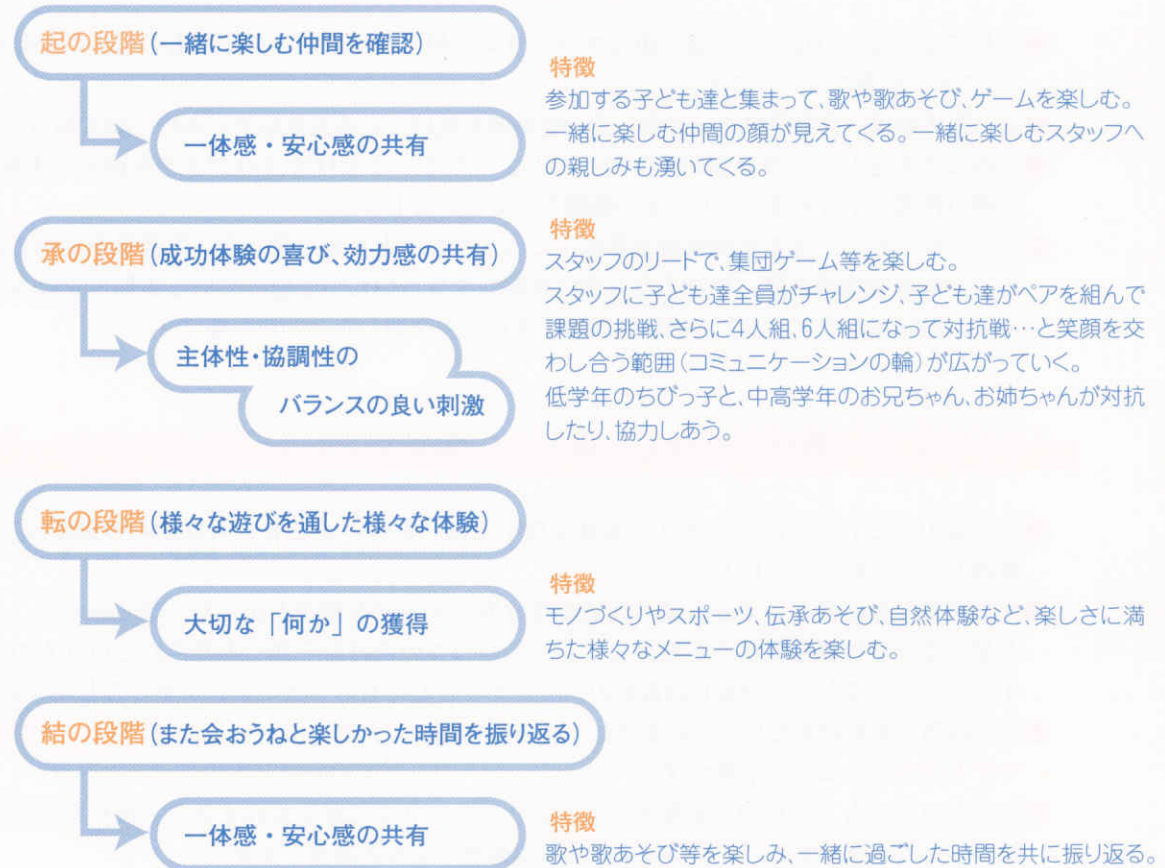 起の段階(一緒に楽しむ仲間を確認)
一体感・安心感の共有
特徴
参加する子ども達と集まって、歌や歌あそび、ゲームを楽しむ。
一緒に楽しむ仲間の顔が見えてくる。一緒に楽しむスタッフへ
の親しみも湧いてくる。
承の段階(成功体験の喜び、効力感の共有)
主体性・協調性の
バランスの良い刺激
特徴
スタッフのリードで、集団ゲーム等を楽しむ。
スタッフに子ども達全員がチャレンジ、子ども達がペアを組んで
課題の挑戦、さらに4人組、6人組になって対抗戦…と笑顔を交
わし合う範囲(コミュニケーションの輪)が広がっていく。
低学年のちびっ子と、中高学年のお兄ちゃん、お姉ちゃんが対抗
したり、協力しあう。
転の段階(様々な遊びを通した様々な体験)
大切な「何か」の獲得
特徴
モノづくりやスポーツ、伝承あそび、自然体験など、楽しさに満
ちた様々なメニューの体験を楽しむ。
結の段階(また会おうねと楽しかった時間を振り返る)
一体感・安心感の共有
特徴
歌や歌あそび等を楽しみ、一緒に過ごした時間を共に振り返る。